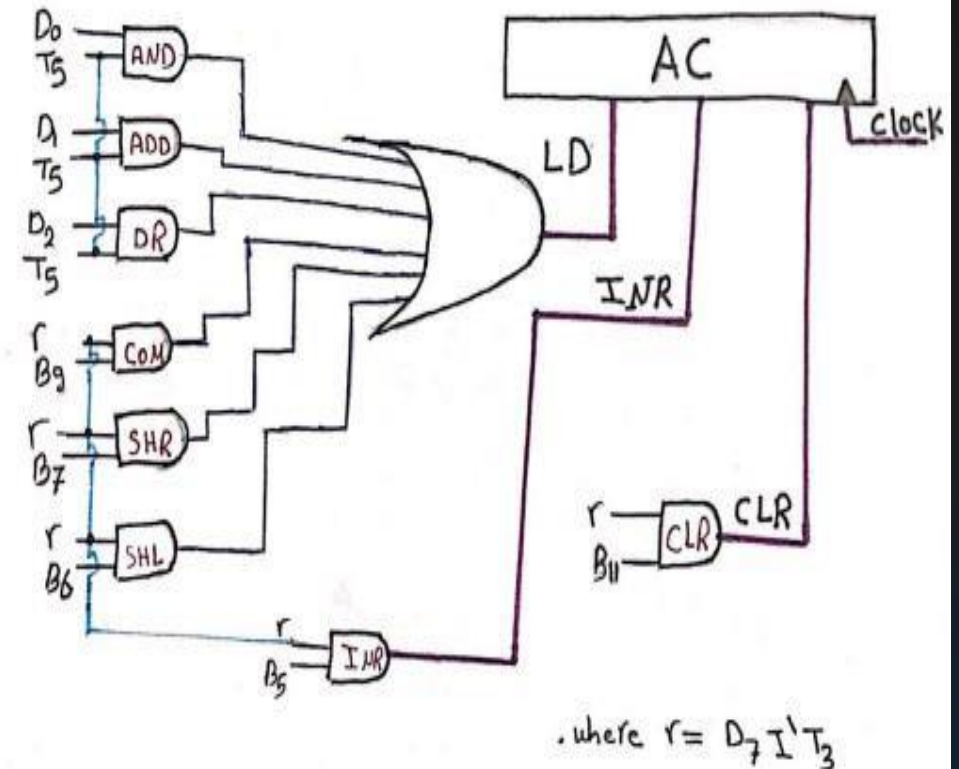 D₀
T₅
AND
AC
D₁
T₅
ADD
LD
clock
D₂
T₅
DR
INR
r
B₉
COM
r
B₇
SHR
r
B₆
SHL
r
B₁₁
CLR
CLR
r
B₅
INR
.where r= D₇ I' T₃